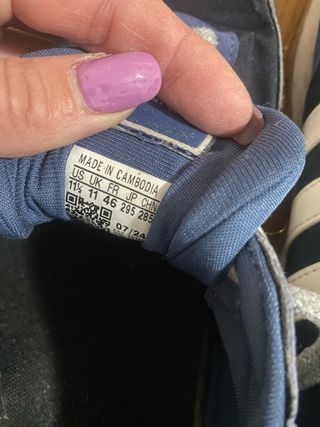 MADE IN CAMBODIA
US UK FR JP CHN
11½ 11 46 295 285
07/24